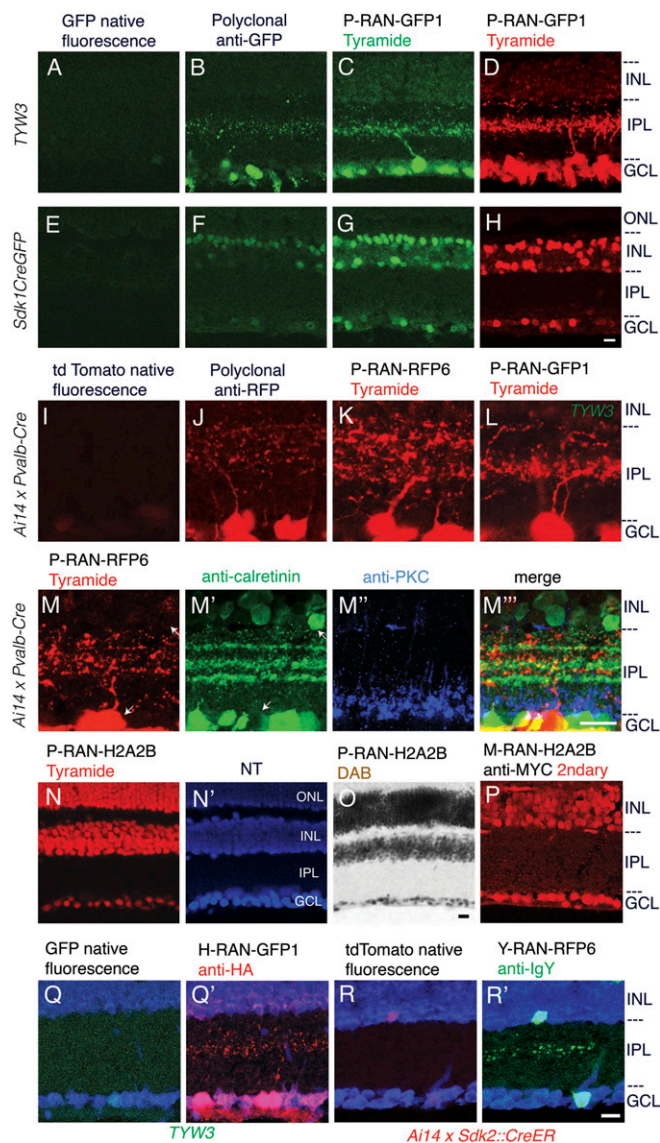 GFP native fluorescence
Polyclonal anti-GFP
P-RAN-GFP1 Tyramide
P-RAN-GFP1 Tyramide
TYW3
A
B
C
D
---
INL
---
IPL
---
GCL
Sdk1CreGFP
E
F
G
H
ONL
---
INL
---
IPL
---
GCL
td Tomato native fluorescence
Polyclonal anti-RFP
P-RAN-RFP6 Tyramide
P-RAN-GFP1 Tyramide
Ai14 x Pvalb-Cre
I
J
K
L
TYW3
INL
---
IPL
---
GCL
P-RAN-RFP6 Tyramide
anti-calretinin
anti-PKC
merge
Ai14 x Pvalb-Cre
M
M'
M''
M'''
INL
---
IPL
---
GCL
P-RAN-H2A2B Tyramide
NT
P-RAN-H2A2B DAB
M-RAN-H2A2B anti-MYC 2ndary
N
N'
ONL
INL
IPL
GCL
O
P
INL
---
IPL
---
GCL
GFP native fluorescence
H-RAN-GFP1 anti-HA
tdTomato native fluorescence
Y-RAN-RFP6 anti-IgY
Q
Q'
R
R'
INL
---
IPL
---
GCL
TYW3
Ai14 x Sdk2::CreER